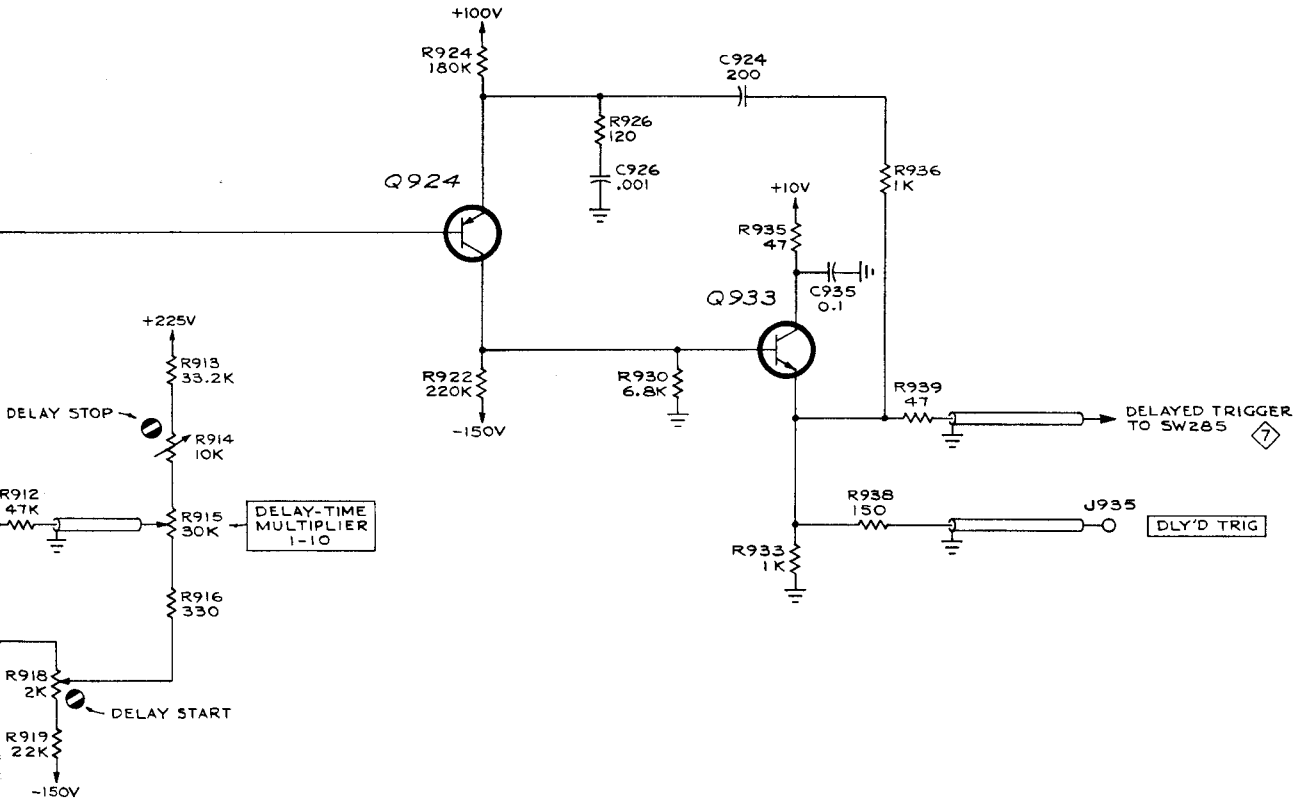 +100V
R924
180K
C924
200
R926
120
C926
.001
Q924
R936
1K
+10V
R935
47
C935
0.1
Q933
+225V
R913
33.2K
DELAY STOP
R914
10K
R922
220K
-150V
R930
6.8K
R939
47
DELAYED TRIGGER
TO SW285
7
R912
47K
R915
30K
DELAY-TIME
MULTIPLIER
1-10
R938
150
J935
DLY'D TRIG
R933
1K
R916
330
R918
2K
DELAY START
R919
22K
-150V